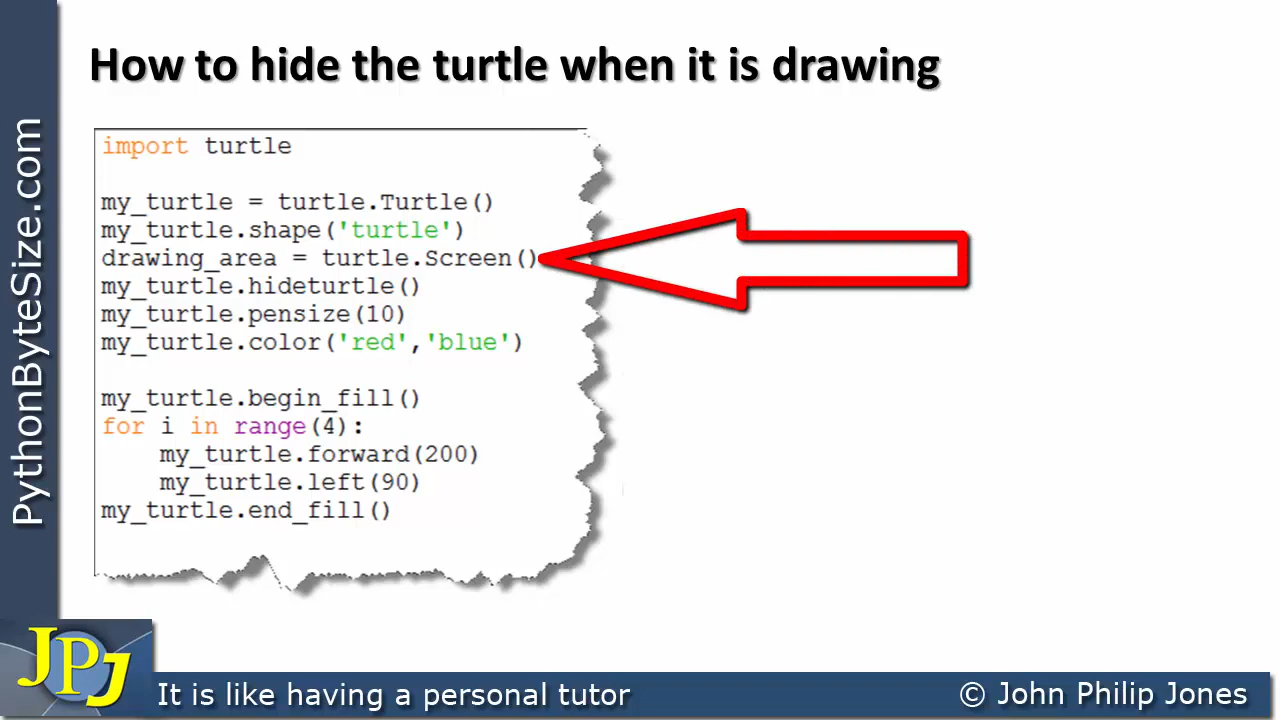 How to hide the turtle when it is drawing
import turtle
my_turtle = turtle.Turtle()
my_turtle.shape('turtle')
drawing_area = turtle.Screen()
my_turtle.hideturtle()
my_turtle.pensize(10)
my_turtle.color('red','blue')
my_turtle.begin_fill()
for i in range(4):
    my_turtle.forward(200)
    my_turtle.left(90)
my_turtle.end_fill()
PythonByteSize.com
JPJ
It is like having a personal tutor
© John Philip Jones